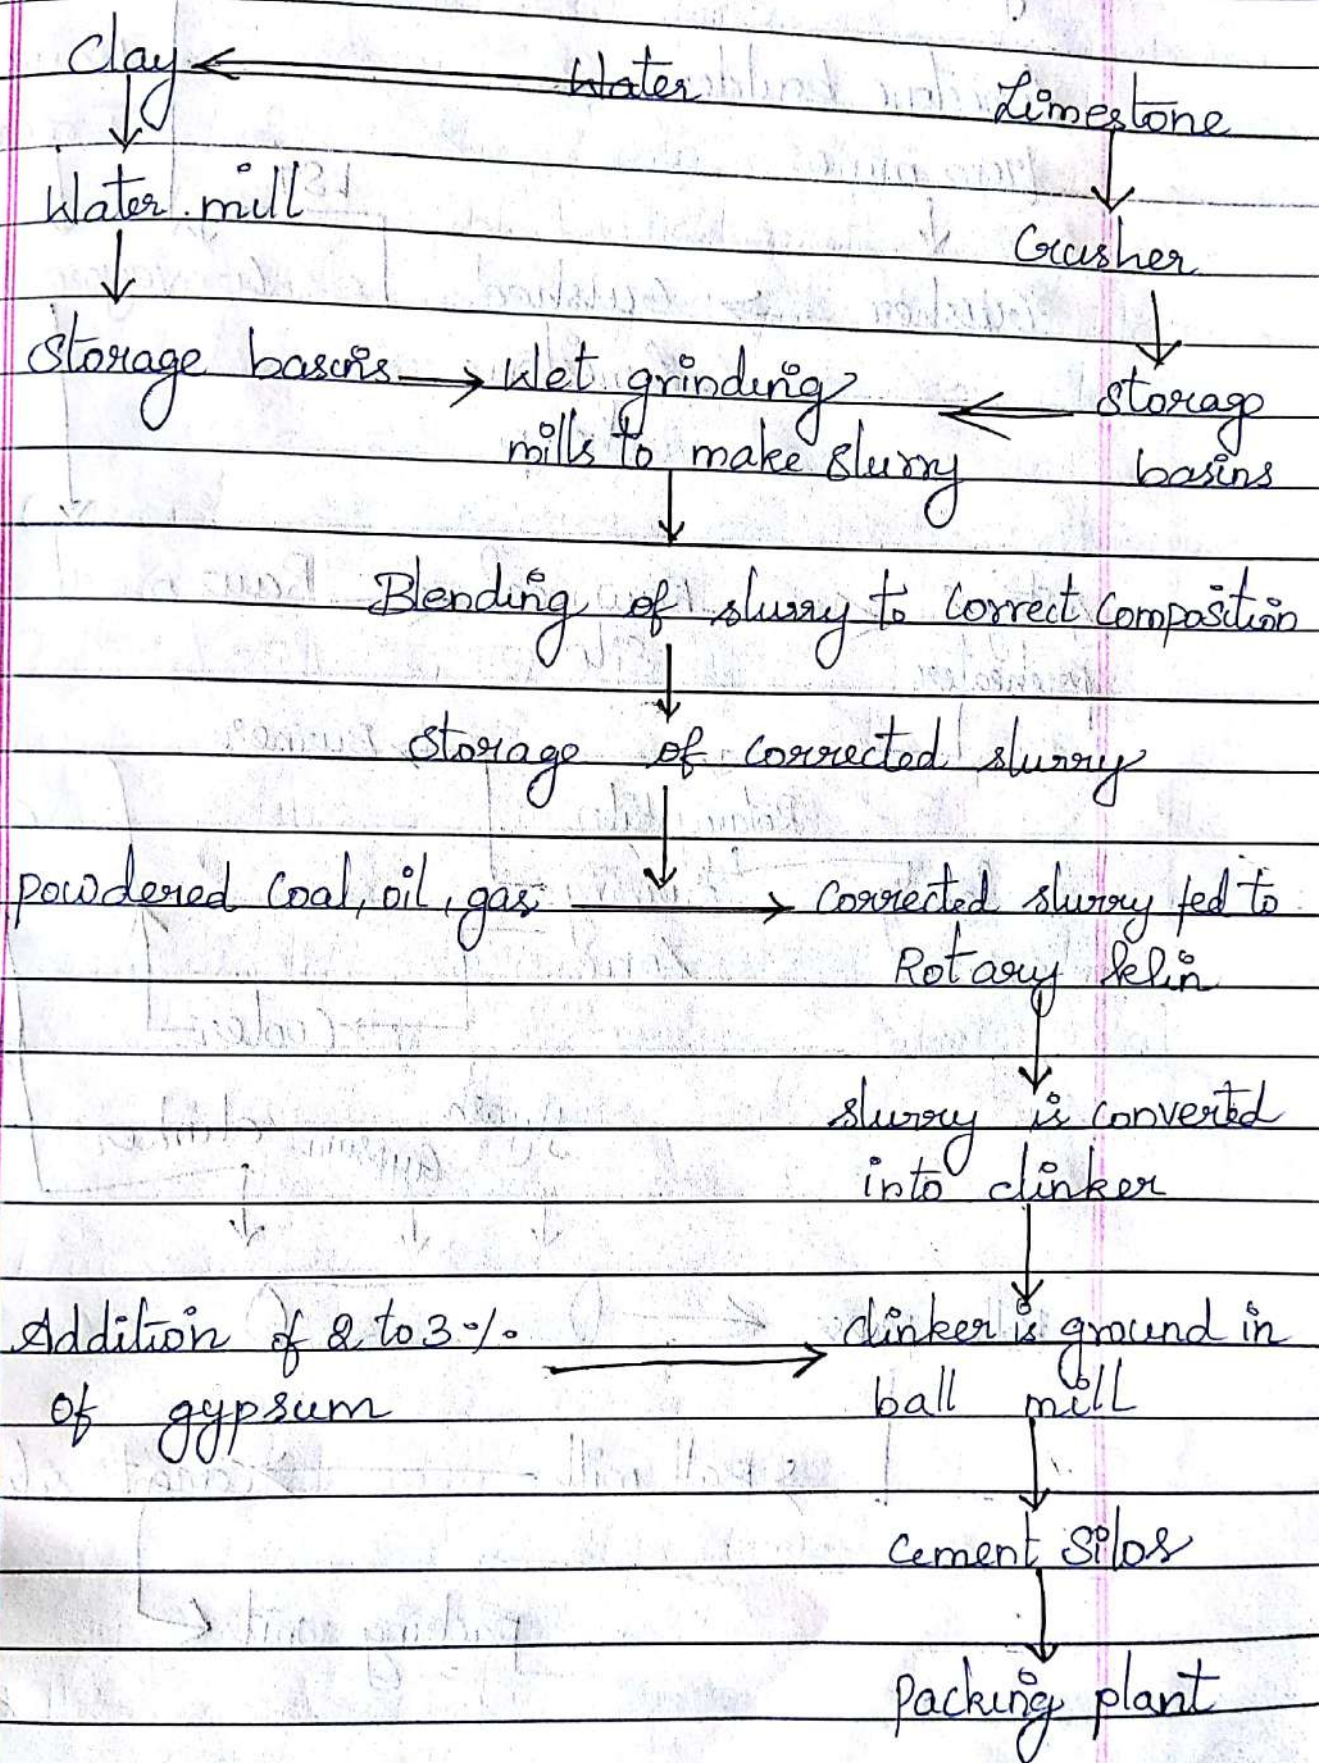 Clay Water Limestone
Water mill
Crusher
Storage basins Wet grinding storage
mills to make slurry basins
Blending of slurry to correct composition
storage of corrected slurry
powdered coal, oil, gas corrected slurry fed to
Rotary kiln
slurry is converted
into clinker
Addition of 2 to 3% clinker is ground in
of gypsum ball mill
cement silos
packing plant